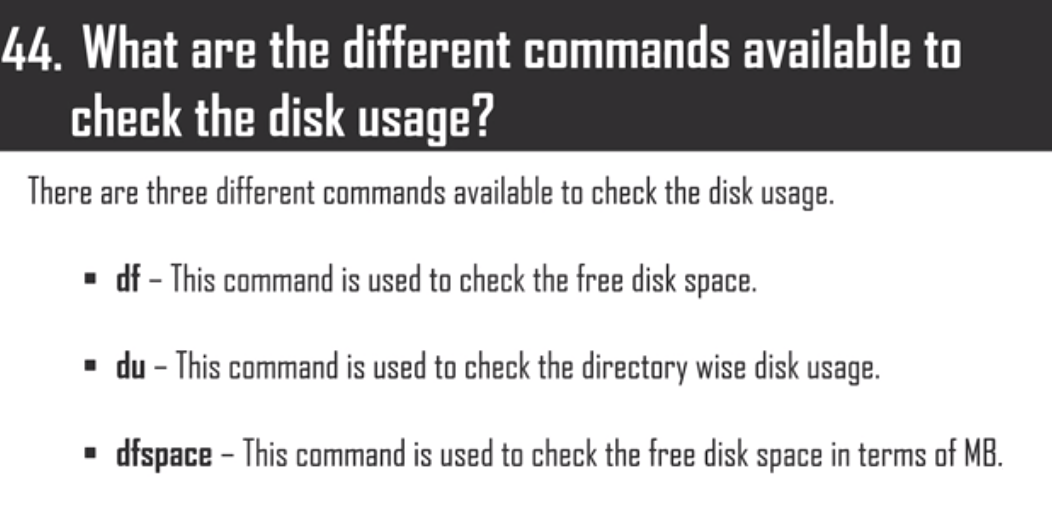 44. What are the different commands available to
check the disk usage?
There are three different commands available to check the disk usage.
▪ df – This command is used to check the free disk space.
▪ du – This command is used to check the directory wise disk usage.
▪ dfspace – This command is used to check the free disk space in terms of MB.